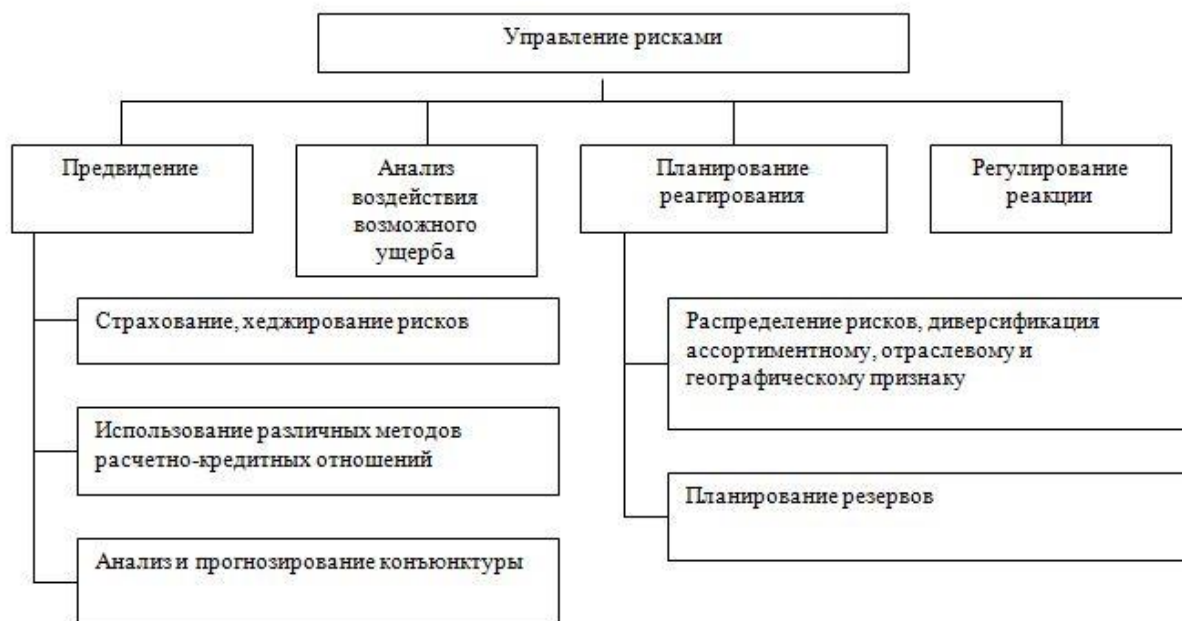 Управление рисками
Предвидение
Анализ
воздействия
возможного
ущерба
Планирование
реагирования
Регулирование
реакции
Страхование, хеджирование рисков
Использование различных методов
расчетно-кредитных отношений
Анализ и прогнозирование конъюнктуры
Распределение рисков, диверсификация
ассортиментному, отраслевому и
географическому признаку
Планирование резервов